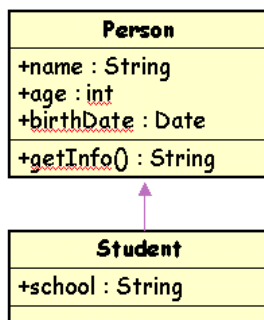 Person
+name : String
+age : int
+birthDate : Date
+getInfo() : String
Student
+school : String